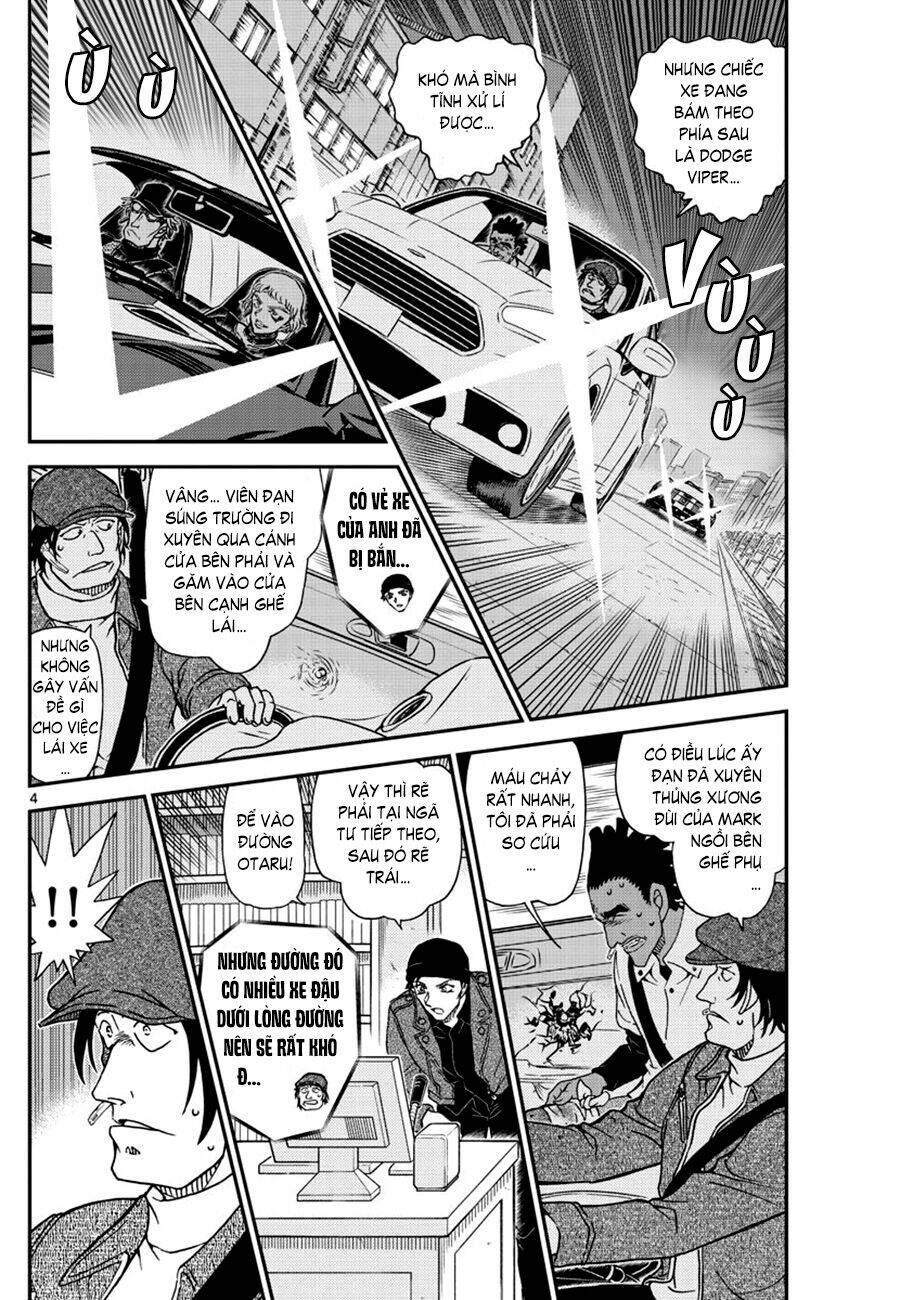 NHƯNG CHIẾC
XE ĐANG
BÁM THEO
PHÍA SAU
LÀ DODGE
VIPER...
KHÓ MÀ BÌNH
TĨNH XỬ LÍ
ĐƯỢC...
VÙÙÙ
ÙÙ
CÓ VẺ XE
CỦA ANH ĐÃ
BỊ BẮN...
VÂNG... VIÊN ĐẠN
SÚNG TRƯỜNG ĐI
XUYÊN QUA CÁNH
CỬA BÊN PHẢI VÀ
GĂM VÀO CỬA
BÊN CẠNH GHẾ
LÁI...
NHƯNG
KHÔNG
GÂY VẤN
ĐỀ GÌ
CHO VIỆC
LÁI XE
...
CÓ ĐIỀU LÚC ẤY
ĐẠN ĐÃ XUYÊN
THỦNG XƯƠNG
ĐÙI CỦA MARK
NGỒI BÊN
GHẾ PHỤ
...
MÁU CHẢY
RẤT NHANH,
TÔI ĐÃ PHẢI
SƠ CỨU
...
VẬY THÌ RẼ
PHẢI TẠI NGÃ
TƯ TIẾP THEO,
SAU ĐÓ RẼ
TRÁI...
ĐỂ VÀO
ĐƯỜNG
OTARU!
NHƯNG ĐƯỜNG ĐÓ
CÓ NHIỀU XE ĐẬU
DƯỚI LÒNG ĐƯỜNG
NÊN SẼ RẤT KHÓ
Đ...
!!
4